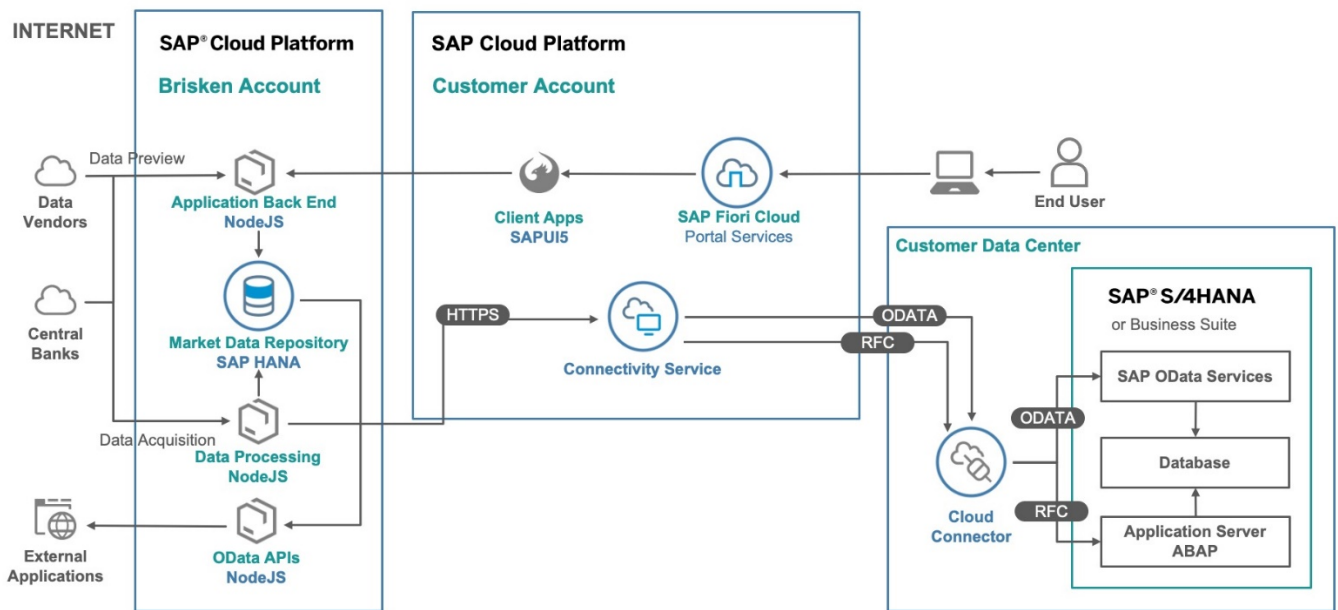 INTERNET
SAP® Cloud Platform
Brisken Account
SAP Cloud Platform
Customer Account
Data Preview
Data
Vendors
Application Back End
NodeJS
Client Apps
SAPUI5
SAP Fiori Cloud
Portal Services
End User
Central
Banks
Market Data Repository
SAP HANA
HTTPS
Connectivity Service
ODATA
RFC
Data Acquisition
Data Processing
NodeJS
External
Applications
OData APIs
NodeJS
Customer Data Center
SAP® S/4HANA
or Business Suite
SAP OData Services
ODATA
Database
RFC
Cloud
Connector
Application Server
ABAP